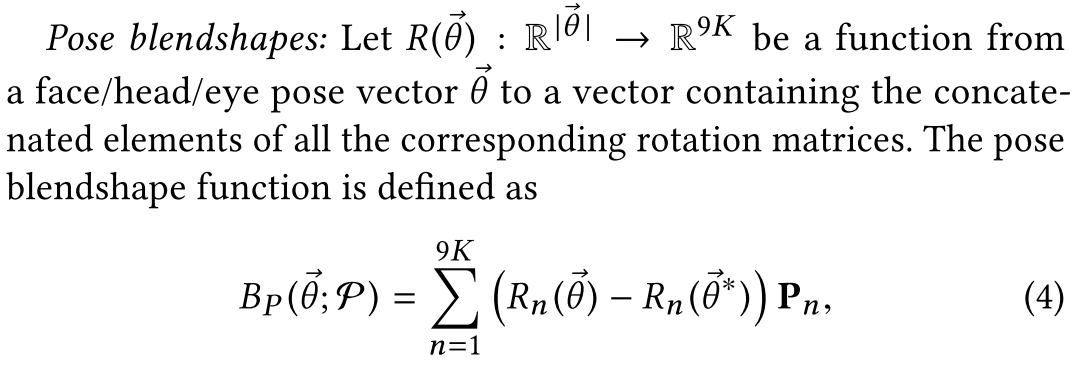 Pose blendshapes: Let R(θ⃗) : ℝ^|θ⃗| → ℝ^9K be a function from
a face/head/eye pose vector θ⃗ to a vector containing the concate-
nated elements of all the corresponding rotation matrices. The pose
blendshape function is defined as
B_P(θ⃗; 𝒫) = ∑_{n=1}^{9K} (R_n(θ⃗) − R_n(θ⃗*)) P_n, (4)